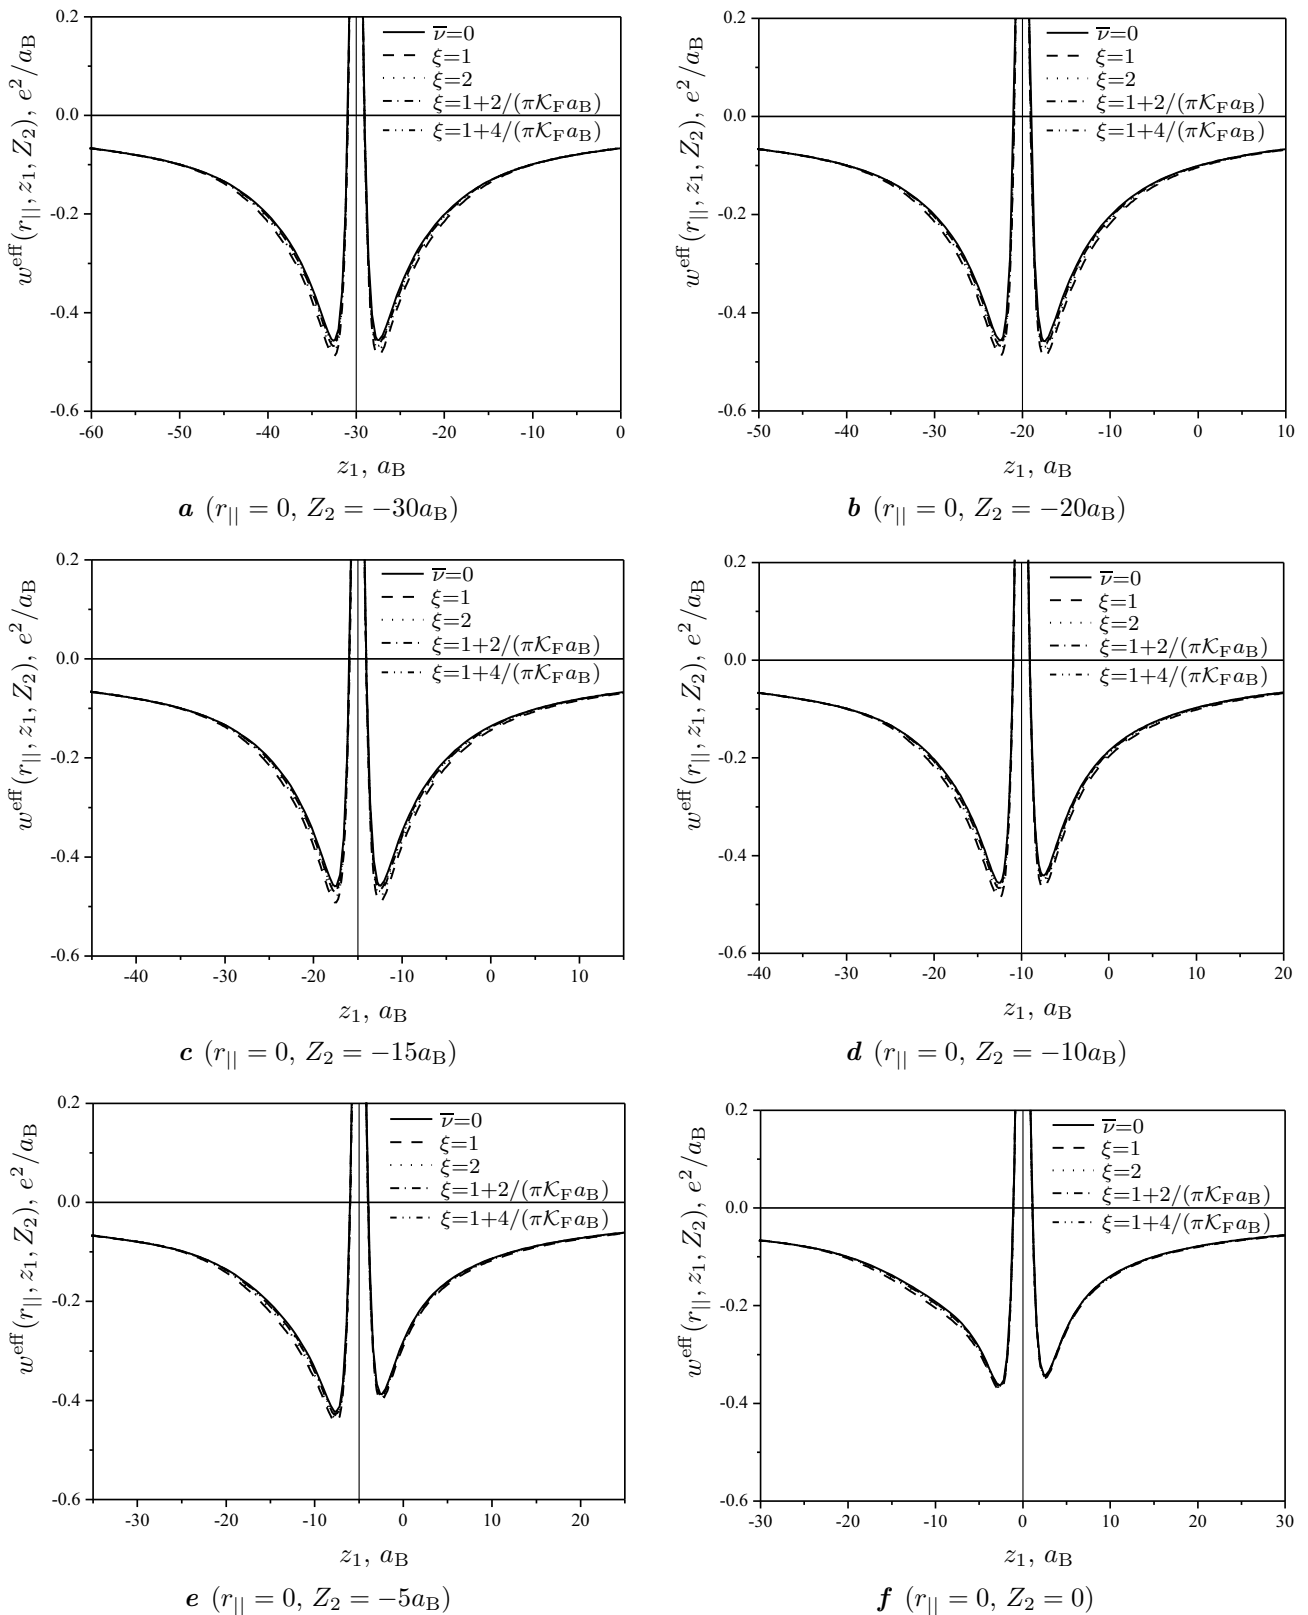 0.2
0.0
-0.2
-0.4
-0.6
w^eff(r_||, z_1, Z_2), e^2/a_B
ν̅=0
ξ=1
ξ=2
ξ=1+2/(πK_F a_B)
ξ=1+4/(πK_F a_B)
-60 -50 -40 -30 -20 -10 0
z_1, a_B
a (r_|| = 0, Z_2 = −30a_B)
0.2
0.0
-0.2
-0.4
-0.6
w^eff(r_||, z_1, Z_2), e^2/a_B
ν̅=0
ξ=1
ξ=2
ξ=1+2/(πK_F a_B)
ξ=1+4/(πK_F a_B)
-50 -40 -30 -20 -10 0 10
z_1, a_B
b (r_|| = 0, Z_2 = −20a_B)
0.2
0.0
-0.2
-0.4
-0.6
w^eff(r_||, z_1, Z_2), e^2/a_B
ν̅=0
ξ=1
ξ=2
ξ=1+2/(πK_F a_B)
ξ=1+4/(πK_F a_B)
-40 -30 -20 -10 0 10
z_1, a_B
c (r_|| = 0, Z_2 = −15a_B)
0.2
0.0
-0.2
-0.4
-0.6
w^eff(r_||, z_1, Z_2), e^2/a_B
ν̅=0
ξ=1
ξ=2
ξ=1+2/(πK_F a_B)
ξ=1+4/(πK_F a_B)
-40 -30 -20 -10 0 10 20
z_1, a_B
d (r_|| = 0, Z_2 = −10a_B)
0.2
0.0
-0.2
-0.4
-0.6
w^eff(r_||, z_1, Z_2), e^2/a_B
ν̅=0
ξ=1
ξ=2
ξ=1+2/(πK_F a_B)
ξ=1+4/(πK_F a_B)
-30 -20 -10 0 10 20
z_1, a_B
e (r_|| = 0, Z_2 = −5a_B)
0.2
0.0
-0.2
-0.4
-0.6
w^eff(r_||, z_1, Z_2), e^2/a_B
ν̅=0
ξ=1
ξ=2
ξ=1+2/(πK_F a_B)
ξ=1+4/(πK_F a_B)
-30 -20 -10 0 10 20 30
z_1, a_B
f (r_|| = 0, Z_2 = 0)